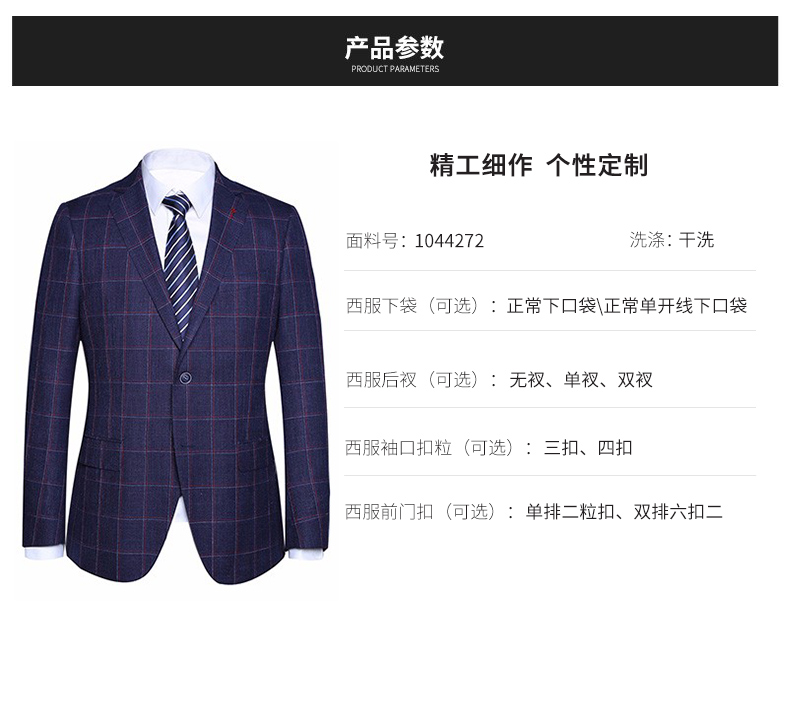 产品参数
PRODUCT PARAMETERS
精工细作 个性定制
面料号：1044272 洗涤：干洗
西服下袋（可选）：正常下口袋\正常单开线下口袋
西服后衩（可选）：无衩、单衩、双衩
西服袖口扣粒（可选）：三扣、四扣
西服前门扣（可选）：单排二粒扣、双排六扣二